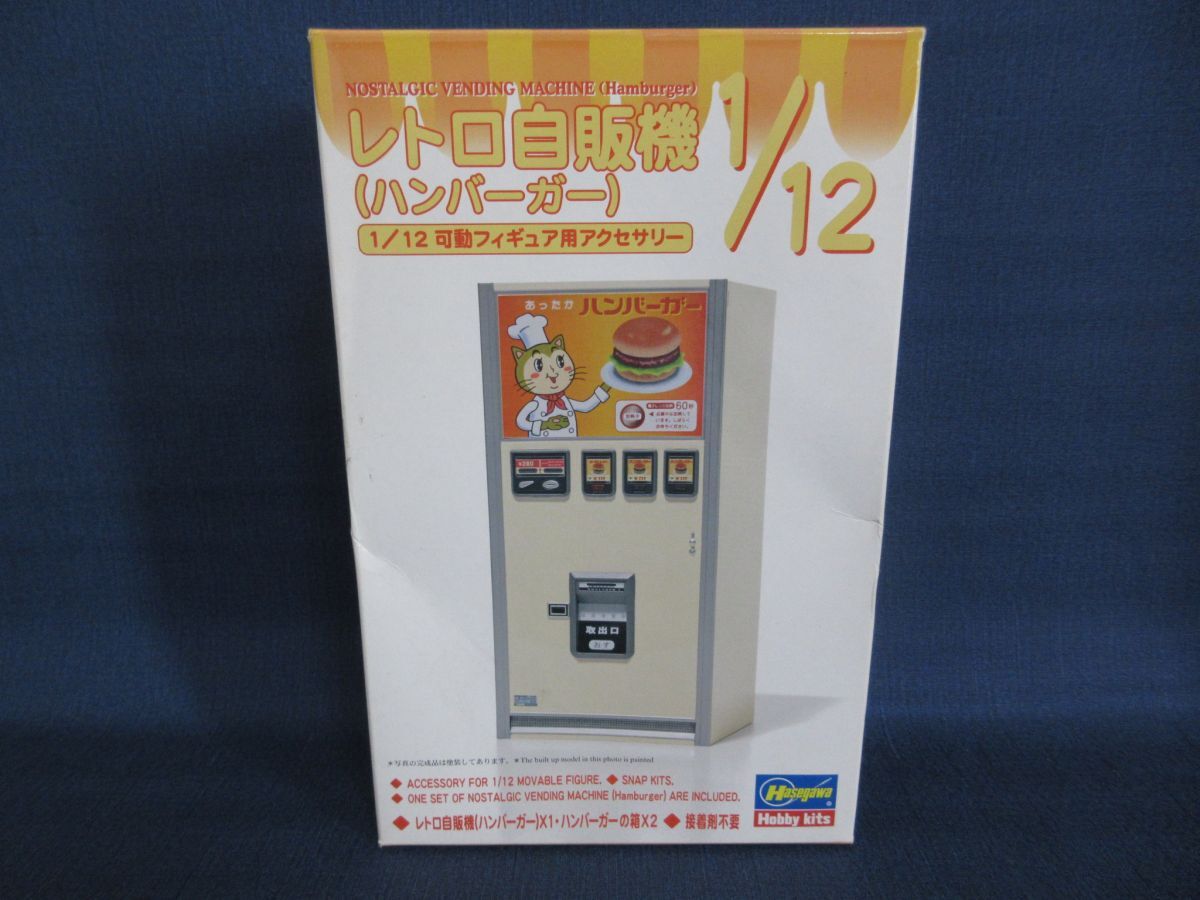 NOSTALGIC VENDING MACHINE (Hamburger)
レトロ自販機
(ハンバーガー)
1/12
1/12 可動フィギュア用アクセサリー
あったか ハンバーガー
60秒
¥280
取出口
おす
*写真の完成品は塗装してあります。 *The built up model in this photo is painted.
◆ ACCESSORY FOR 1/12 MOVABLE FIGURE. ◆ SNAP KITS.
◆ ONE SET OF NOSTALGIC VENDING MACHINE (Hamburger) ARE INCLUDED.
◆ レトロ自販機(ハンバーガー)X1・ハンバーガーの箱X2 ◆ 接着剤不要
Hasegawa
Hobby kits